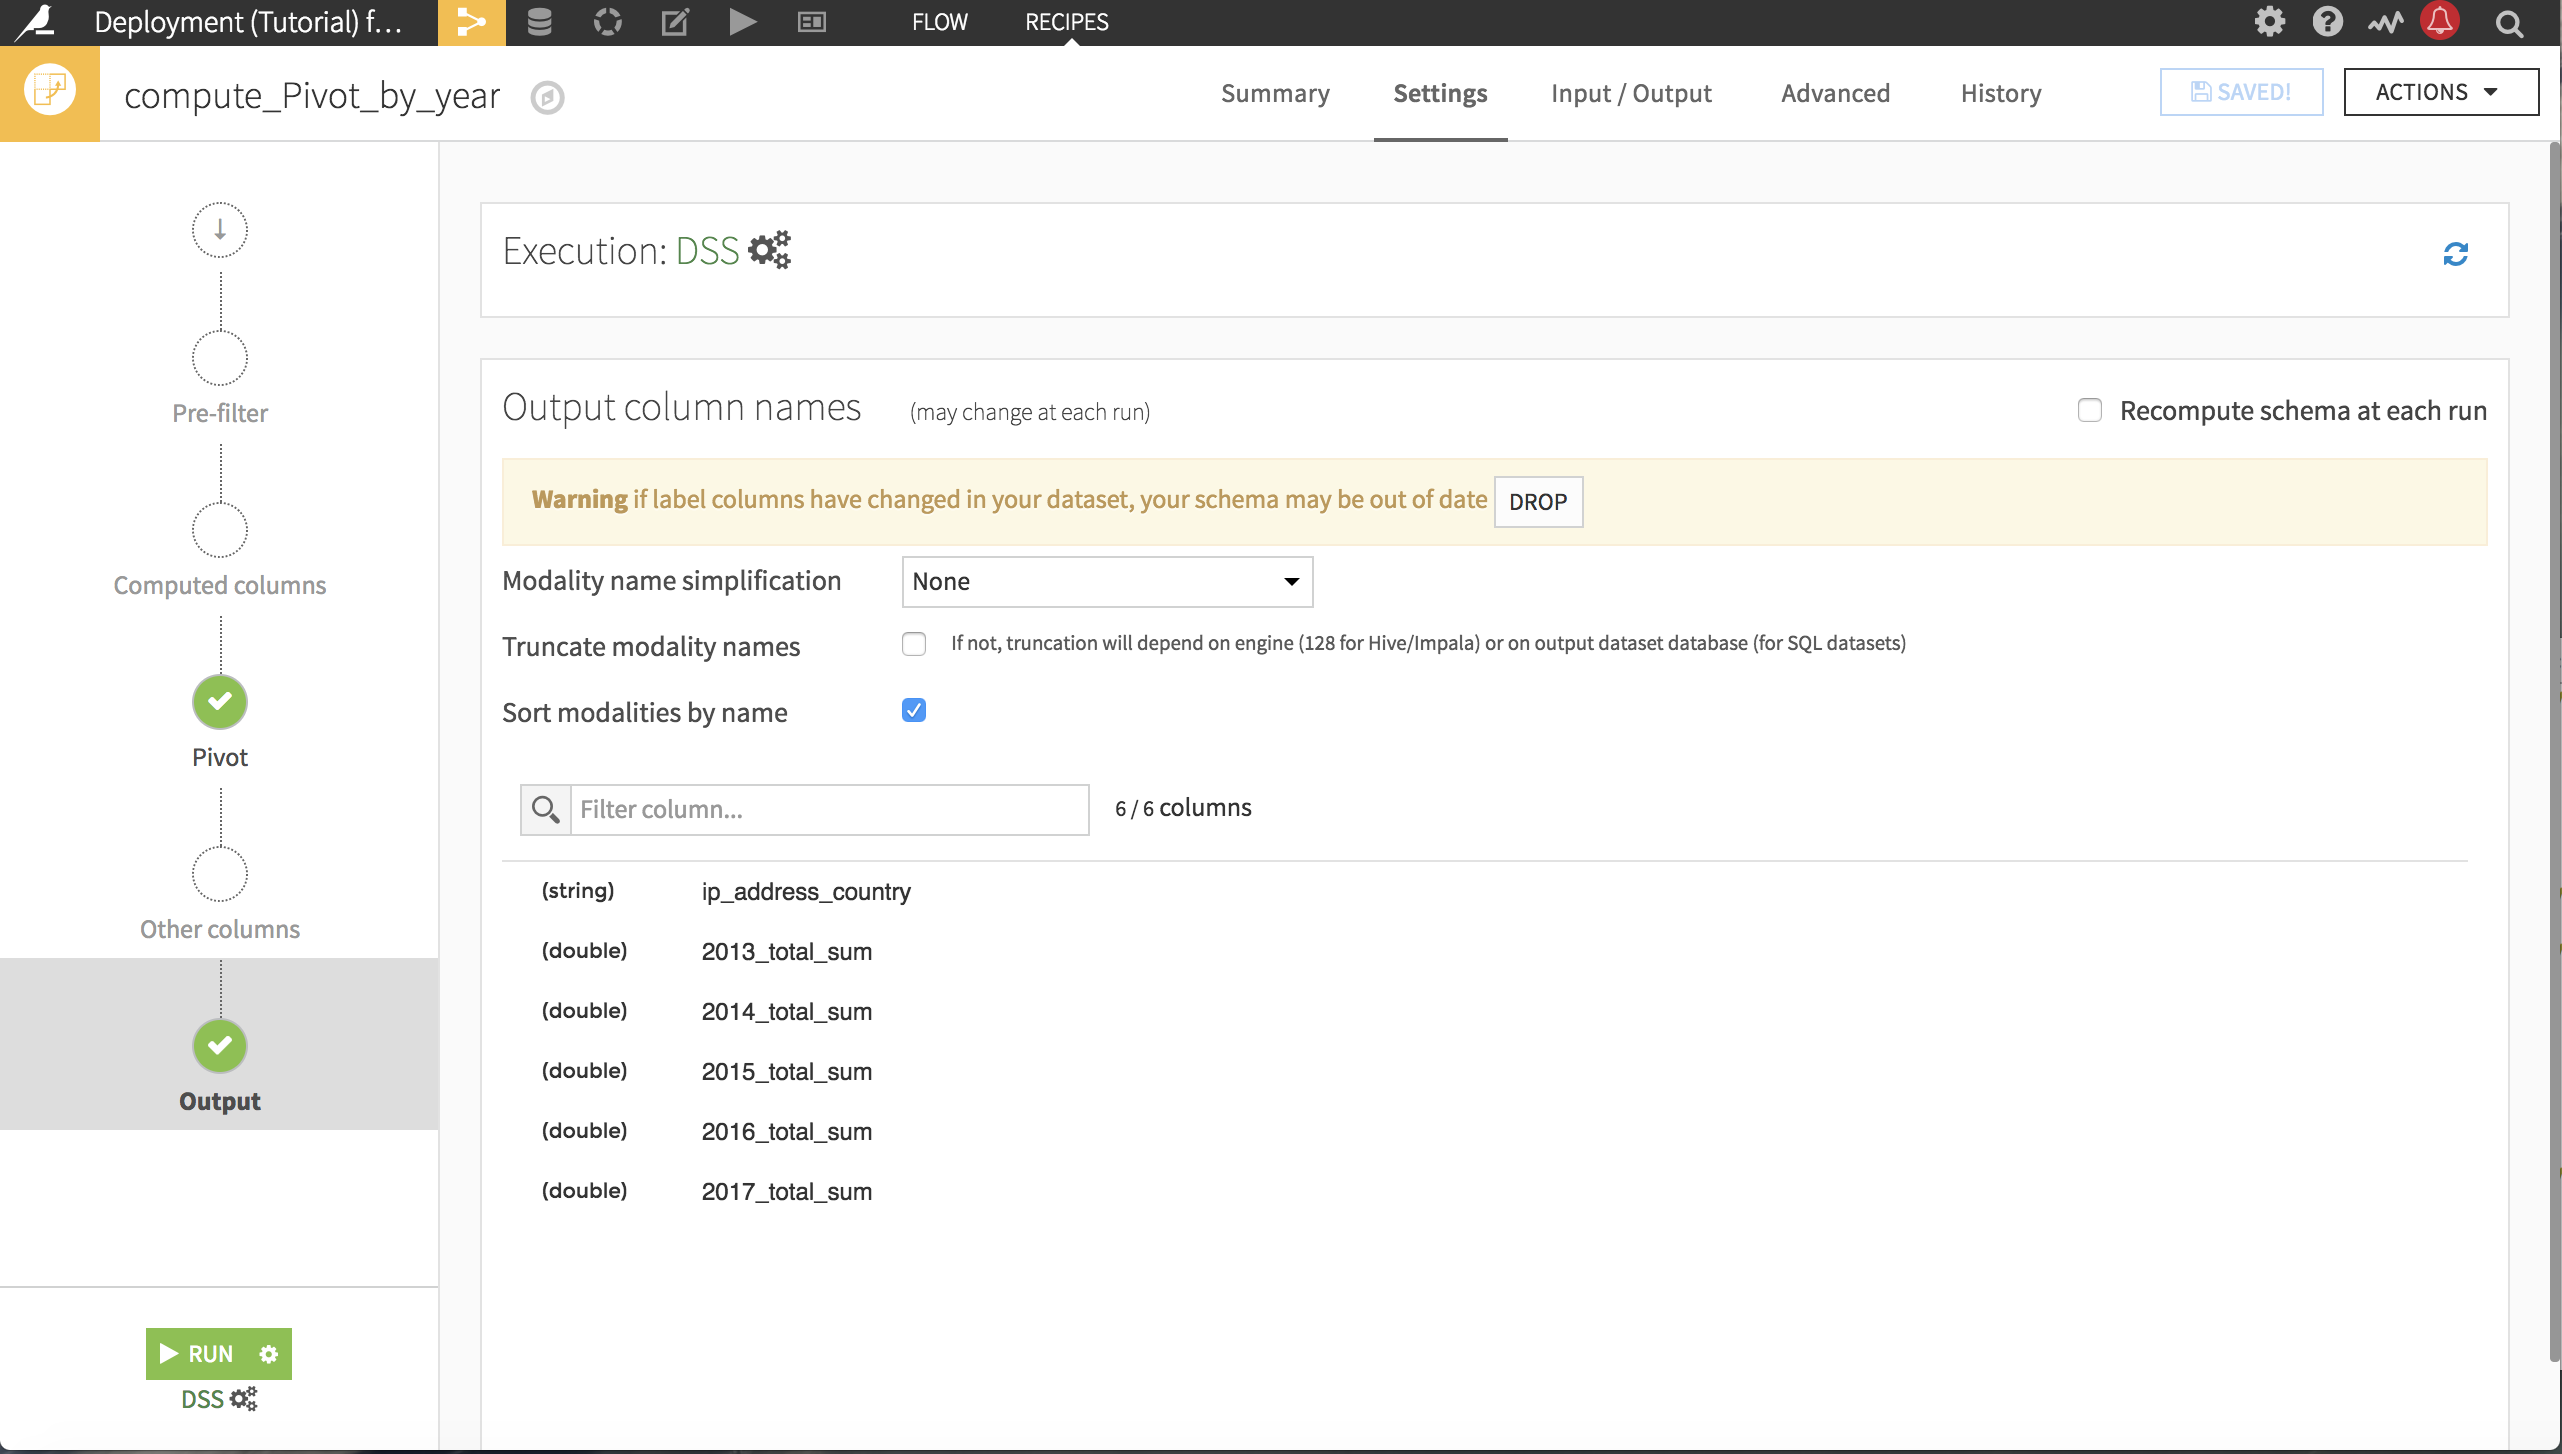 Deployment (Tutorial) f...
FLOW
RECIPES
compute_Pivot_by_year
Summary
Settings
Input / Output
Advanced
History
SAVED!
ACTIONS
Pre-filter
Computed columns
Pivot
Other columns
Output
RUN
DSS
Execution: DSS
Output column names (may change at each run)
Recompute schema at each run
Warning if label columns have changed in your dataset, your schema may be out of date DROP
Modality name simplification None
Truncate modality names If not, truncation will depend on engine (128 for Hive/Impala) or on output dataset database (for SQL datasets)
Sort modalities by name
Filter column... 6 / 6 columns
(string) ip_address_country
(double) 2013_total_sum
(double) 2014_total_sum
(double) 2015_total_sum
(double) 2016_total_sum
(double) 2017_total_sum